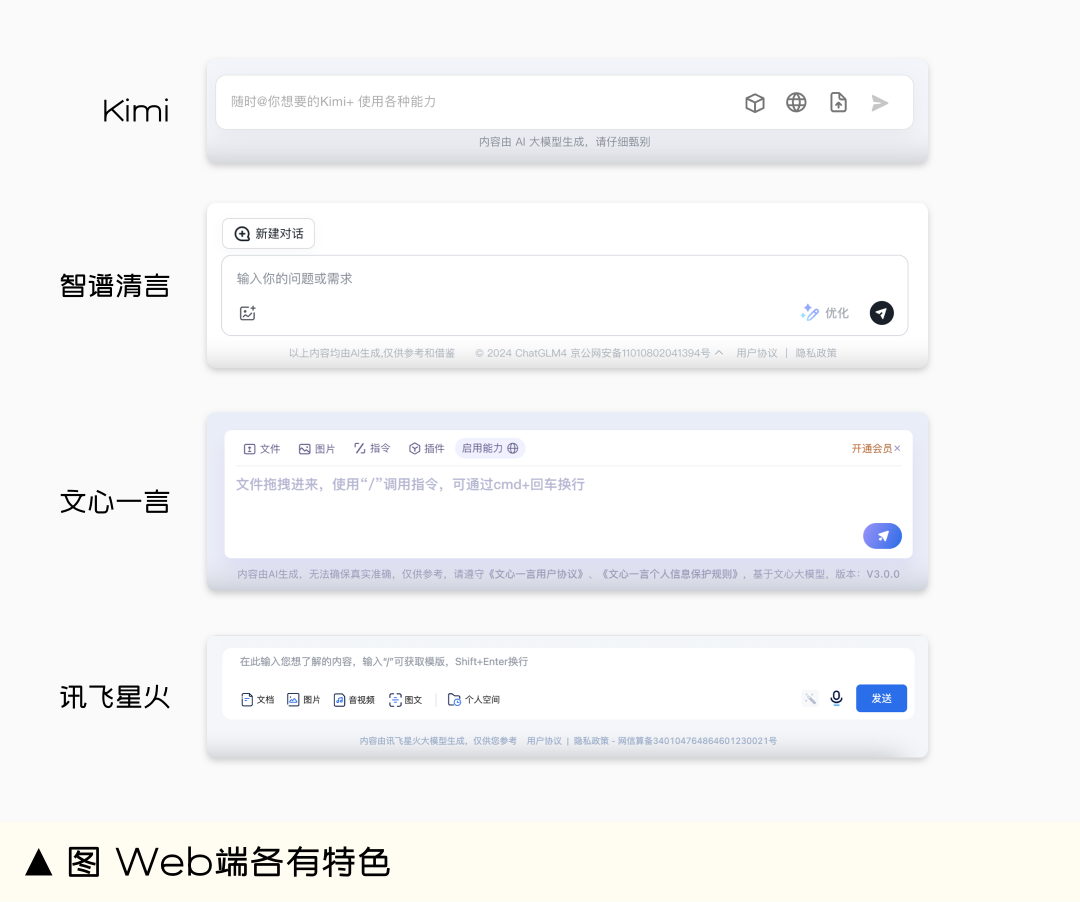 Kimi
随时@你想要的Kimi+ 使用各种能力
内容由 AI 大模型生成，请仔细甄别
智谱清言
新建对话
输入你的问题或需求
优化
以上内容均由AI生成,仅供参考和借鉴 © 2024 ChatGLM4 京公网安备11010802041394号 用户协议 | 隐私政策
文心一言
文件 图片 指令 插件 启用能力 开通会员×
文件拖拽进来，使用“/”调用指令，可通过cmd+回车换行
内容由AI生成，无法确保真实准确，仅供参考，请遵守《文心一言用户协议》、《文心一言个人信息保护规则》，基于文心大模型，版本：V3.0.0
讯飞星火
在此输入您想了解的内容，输入“/”可获取模版，Shift+Enter换行
文档 图片 音视频 图文 | 个人空间 发送
内容由讯飞星火大模型生成，仅供您参考 用户协议 | 隐私政策 - 网信算备340104764864601230021号
▲ 图 Web端各有特色